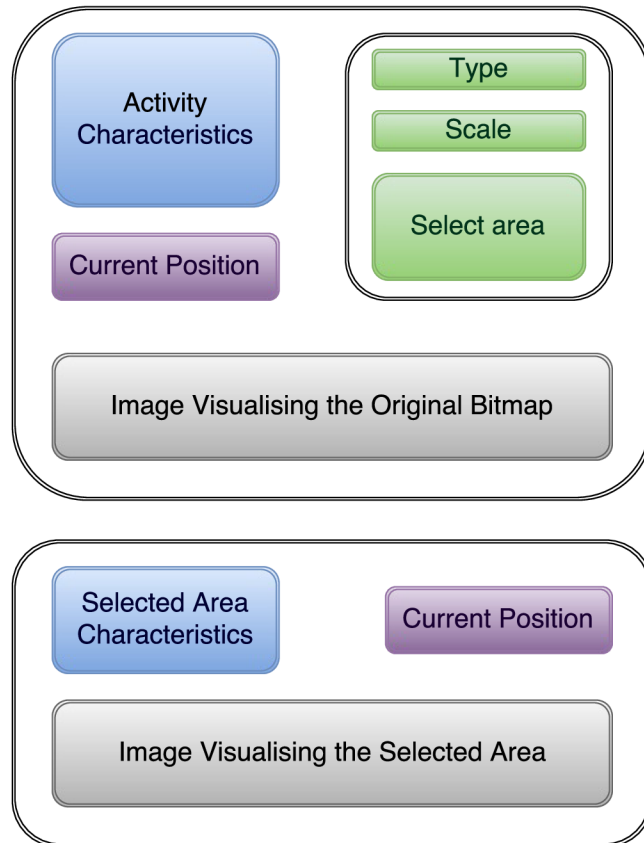 Activity
Characteristics
Type
Scale
Select area
Current Position
Image Visualising the Original Bitmap
Selected Area
Characteristics
Current Position
Image Visualising the Selected Area